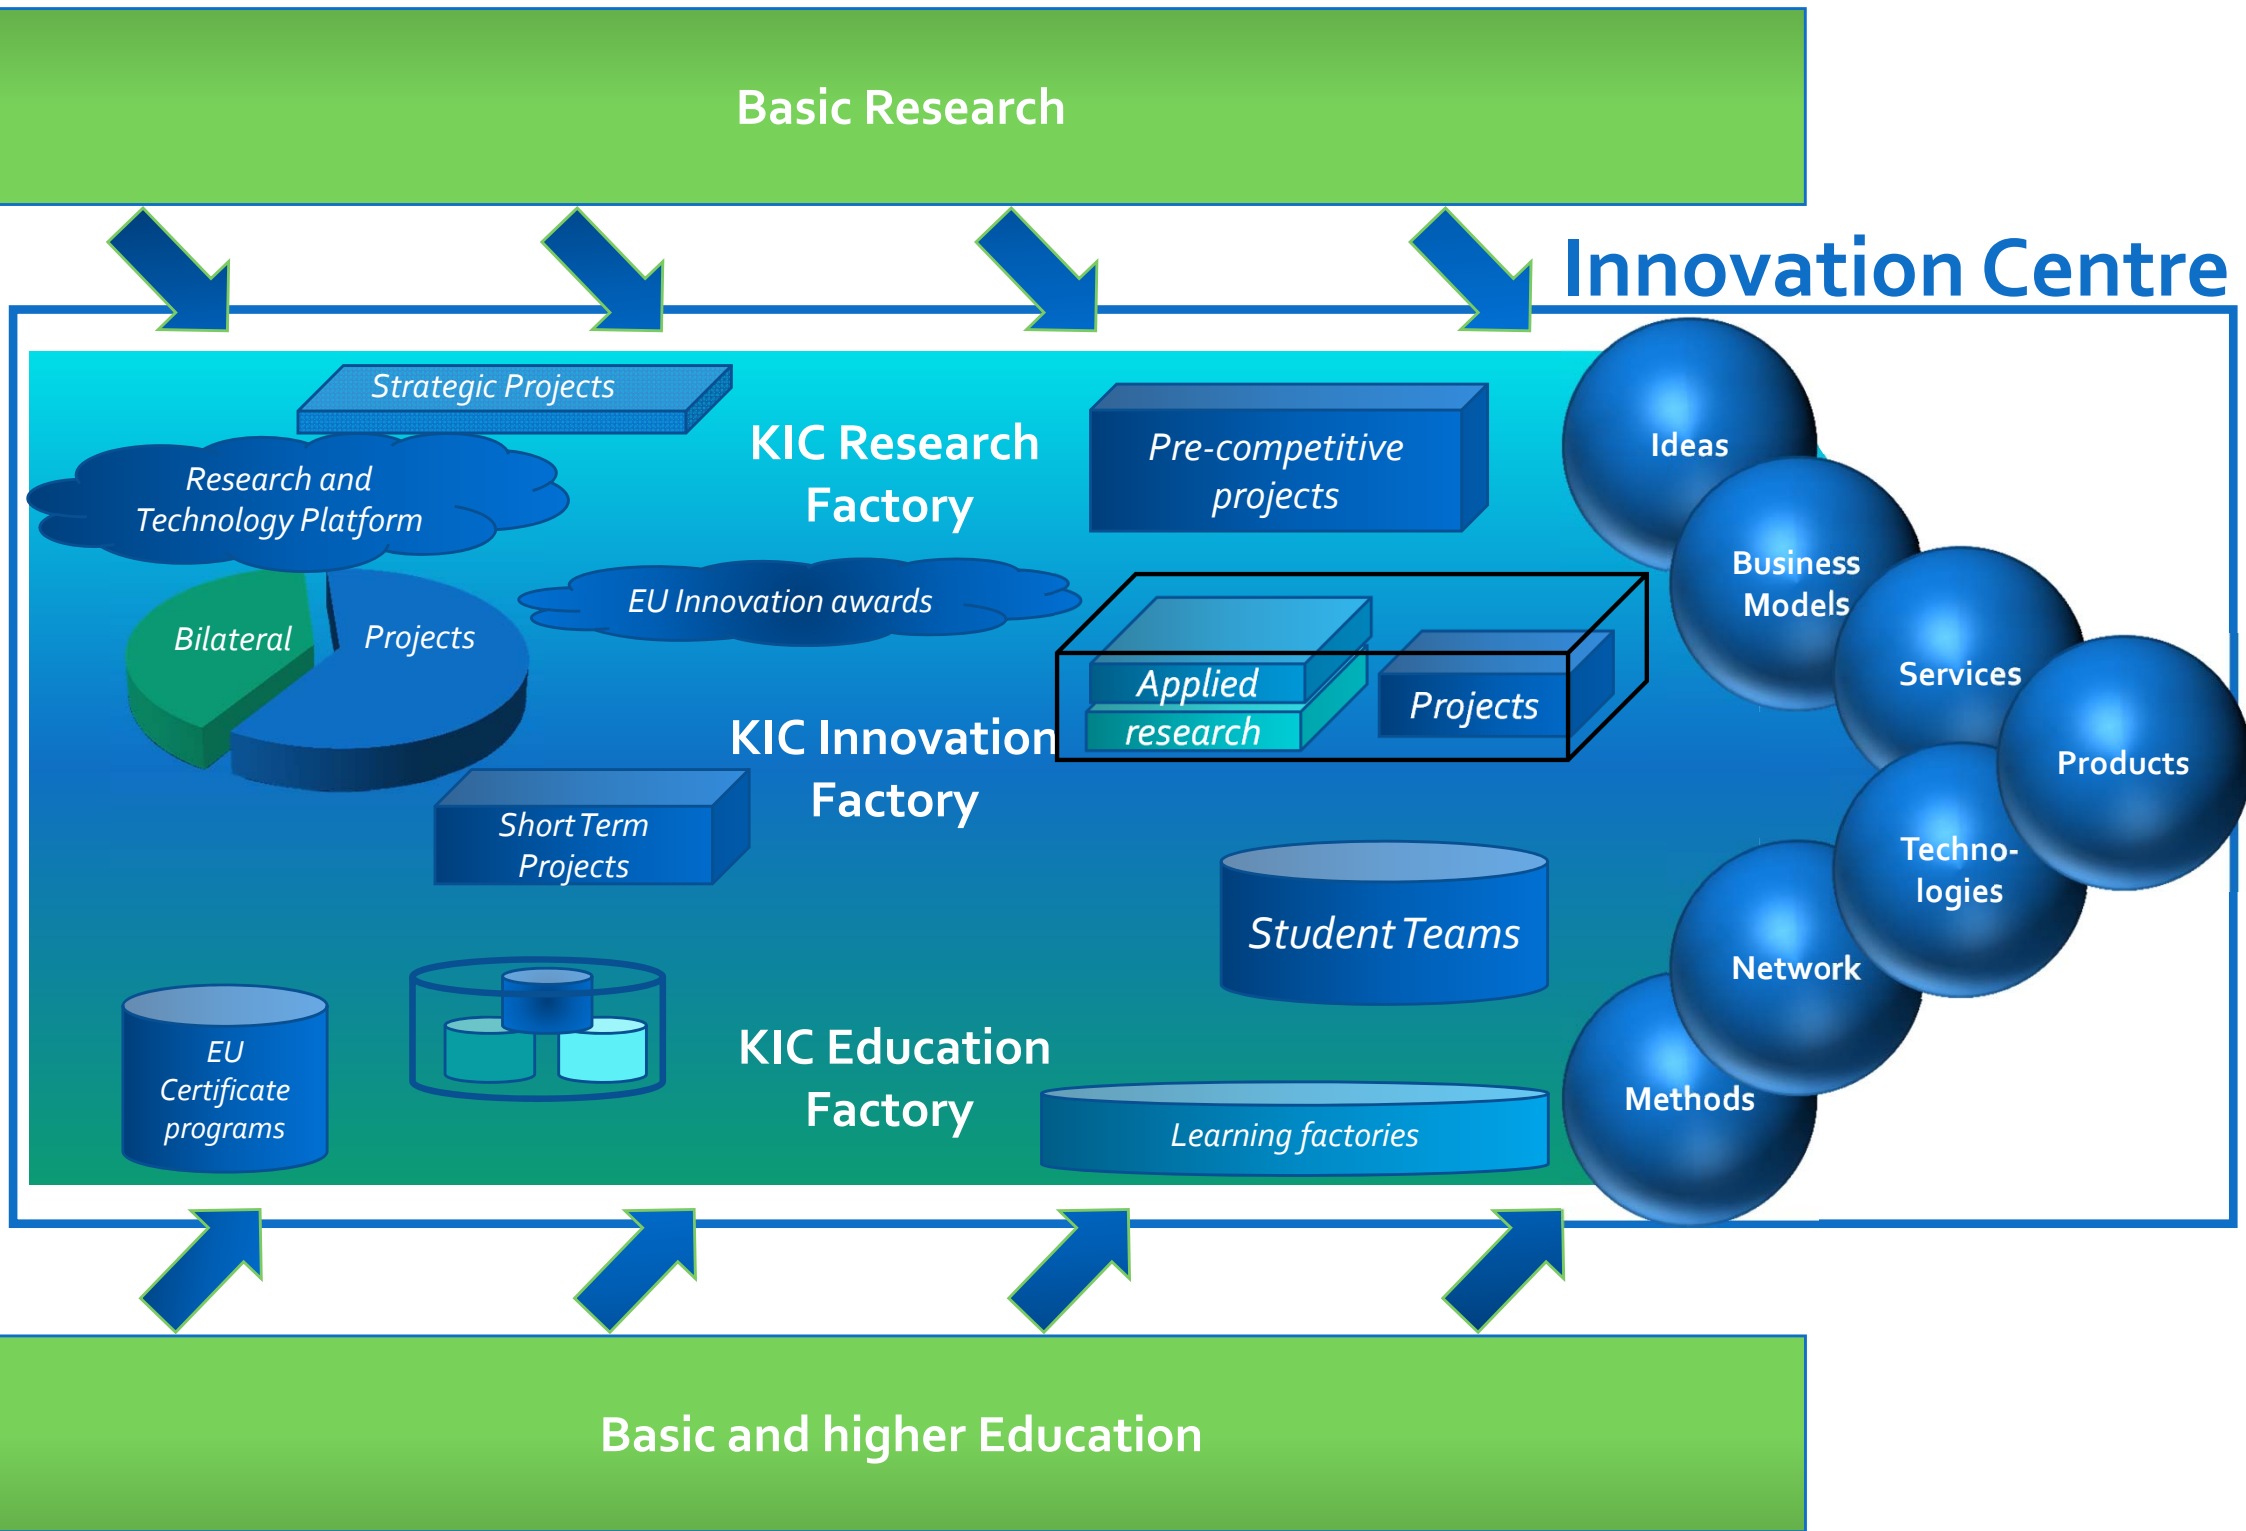 Basic Research
Innovation Centre
Strategic Projects
KIC Research
Factory
Pre-competitive
projects
Research and
Technology Platform
EU Innovation awards
Bilateral
Projects
Applied
research
Projects
KIC Innovation
Factory
Short Term
Projects
Student Teams
EU
Certificate
programs
KIC Education
Factory
Learning factories
Ideas
Business
Models
Services
Products
Techno-
logies
Network
Methods
Basic and higher Education